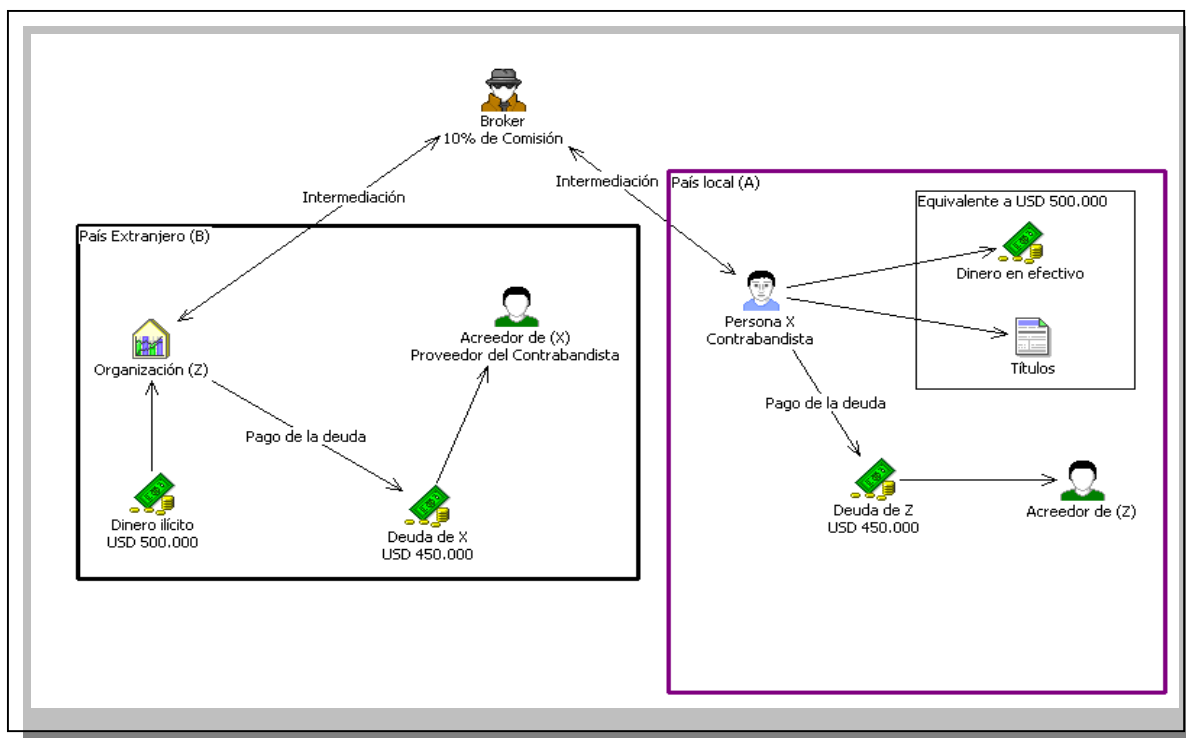 Broker
10% de Comisión
Intermediación
Intermediación
País Extranjero (B)
Organización (Z)
Acreedor de (X)
Proveedor del Contrabandista
Pago de la deuda
Dinero ilícito
USD 500.000
Deuda de X
USD 450.000
País local (A)
Equivalente a USD 500.000
Dinero en efectivo
Títulos
Persona X
Contrabandista
Pago de la deuda
Deuda de Z
USD 450.000
Acreedor de (Z)